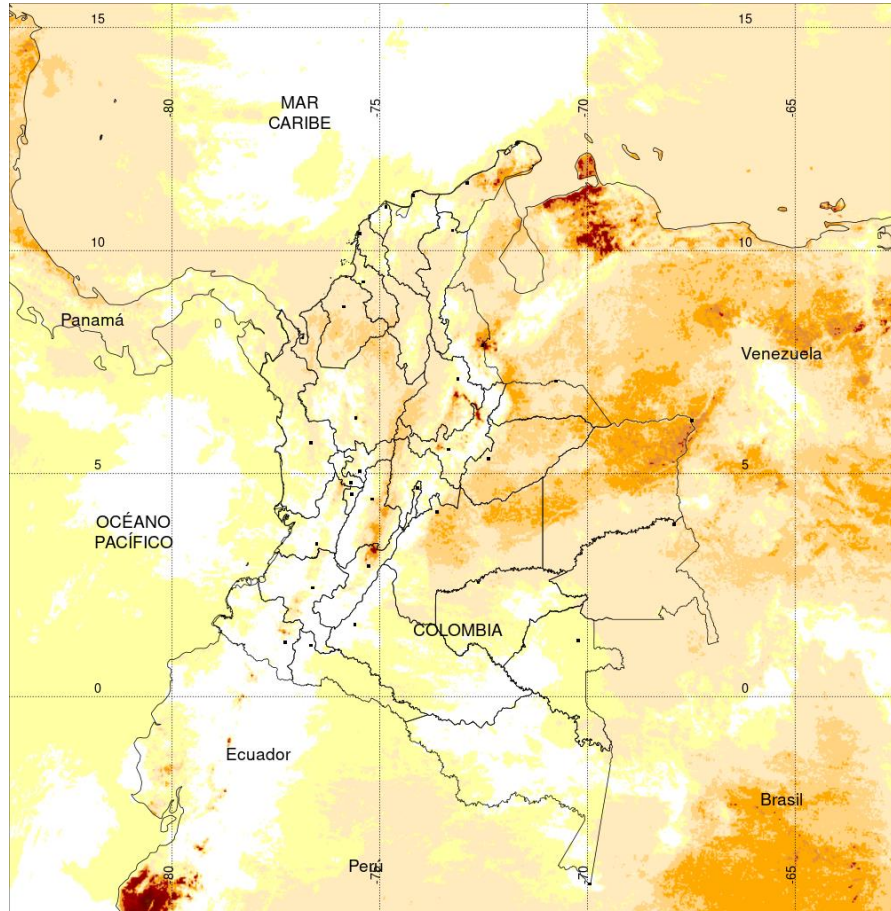 15
15
-80
-75
-70
-65
MAR
CARIBE
10
10
Panamá
Venezuela
5
5
OCÉANO
PACÍFICO
COLOMBIA
0
0
Ecuador
Brasil
Perú
-80
-75
-70
-65